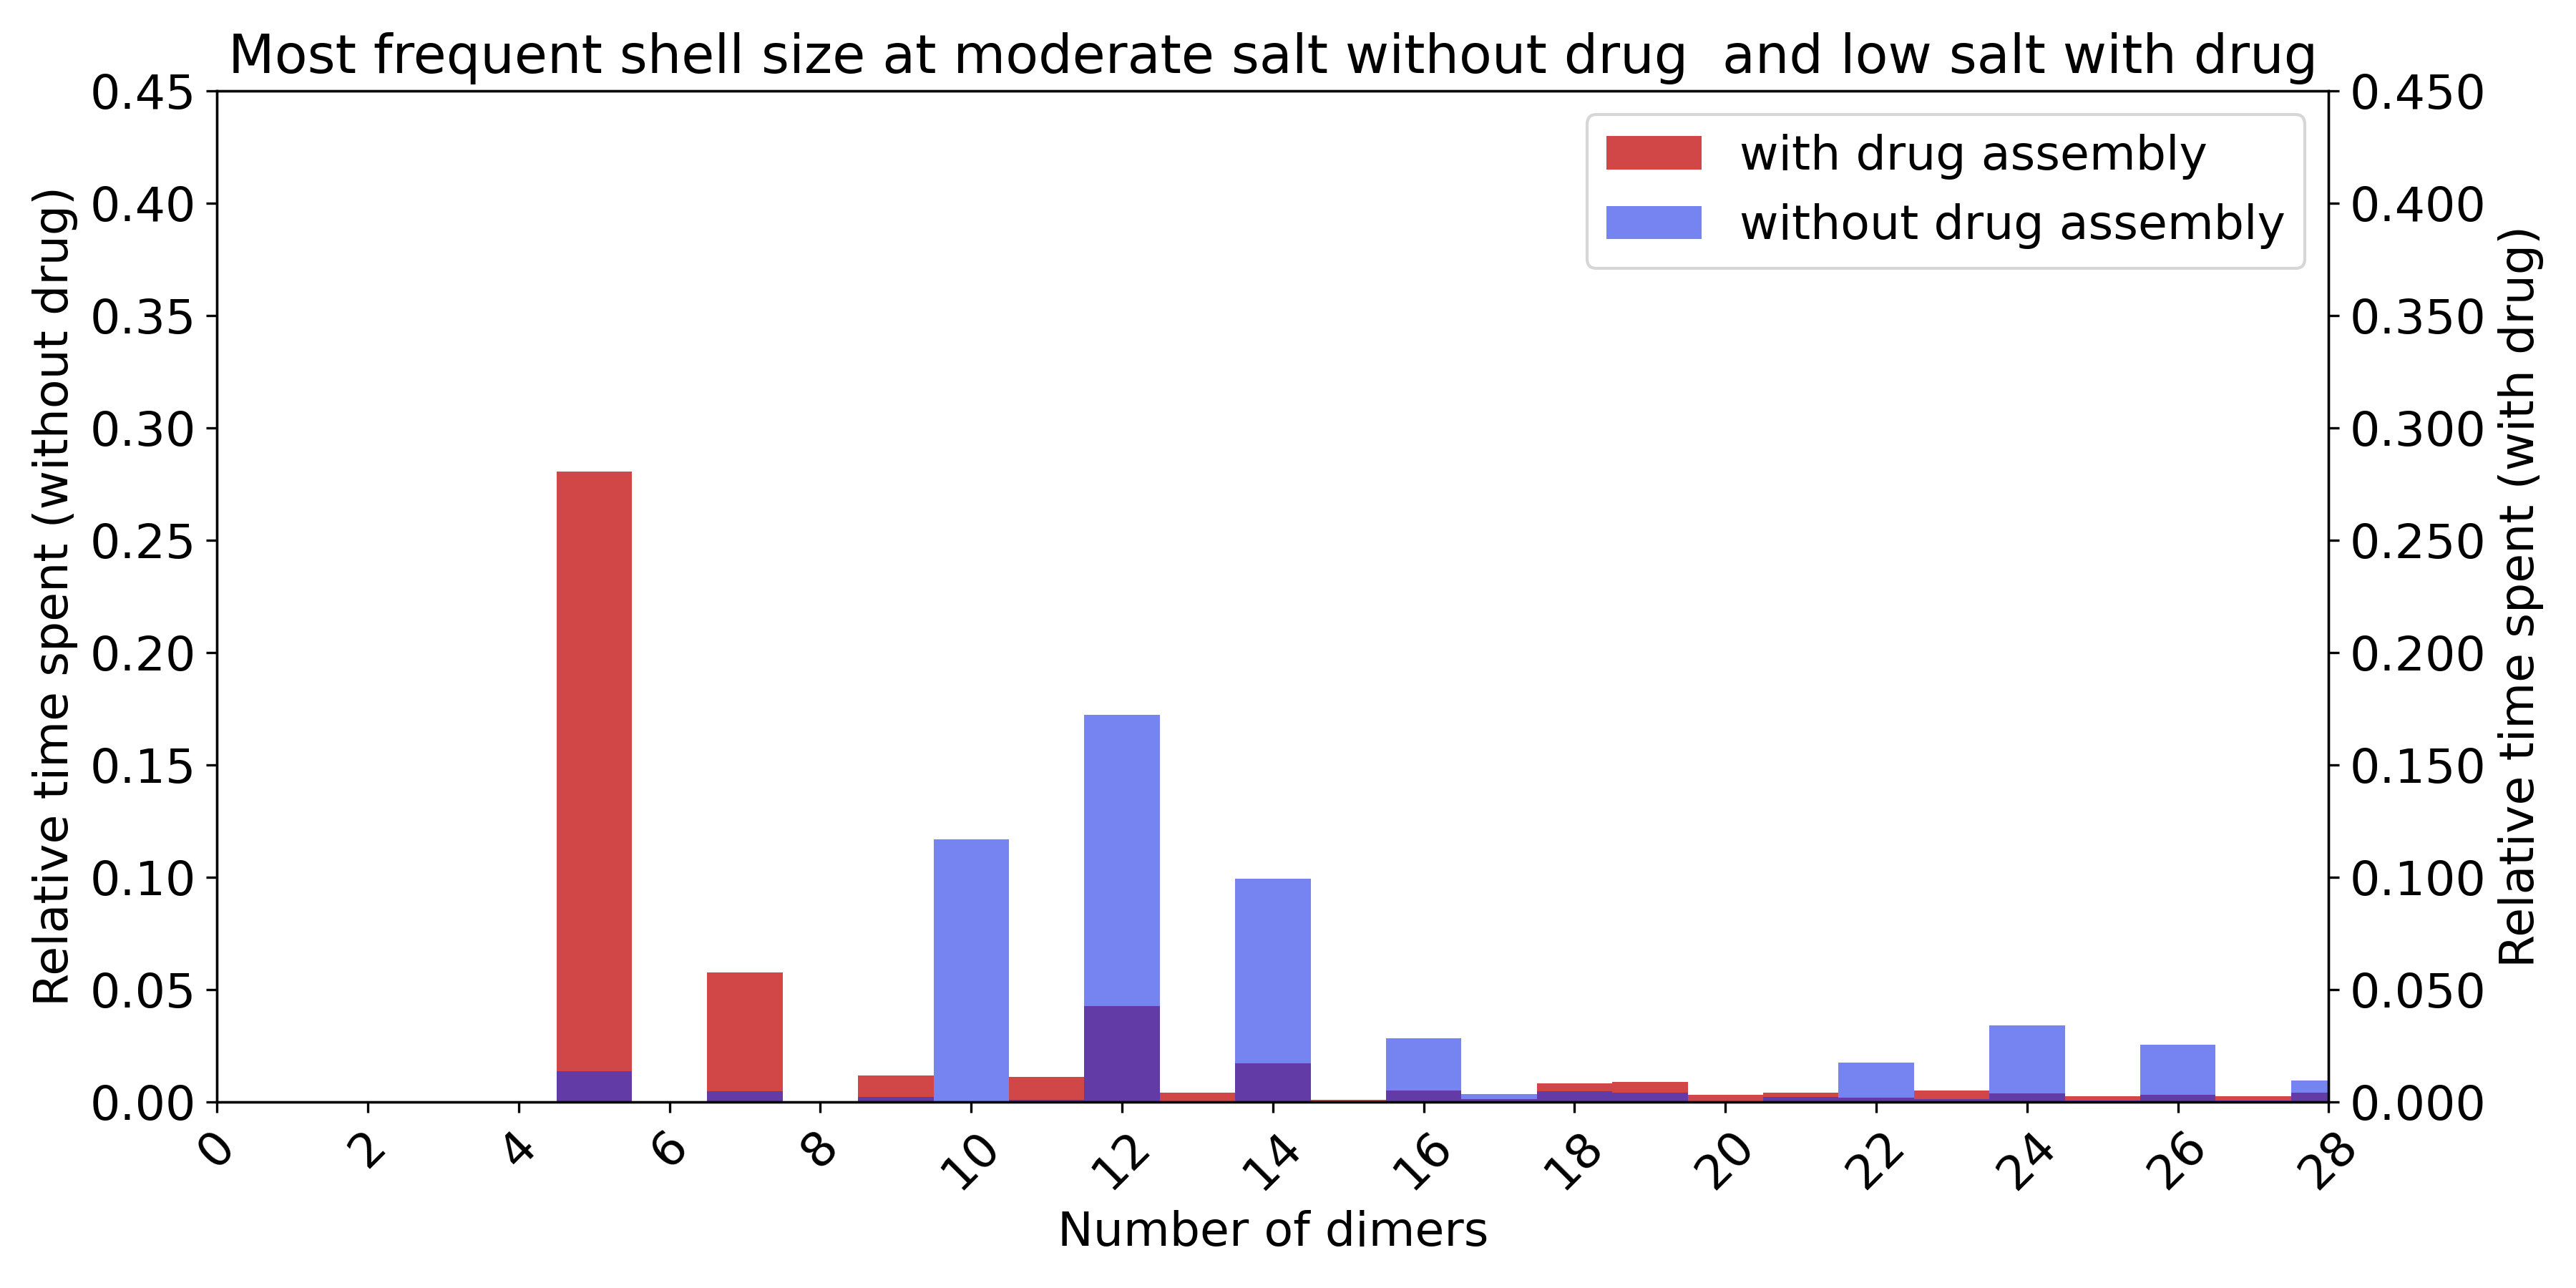 Most frequent shell size at moderate salt without drug  and low salt with drug
with drug assembly
without drug assembly
Relative time spent (without drug)
0.45
0.40
0.35
0.30
0.25
0.20
0.15
0.10
0.05
0.00
0.450
0.400
0.350
0.300
0.250
0.200
0.150
0.100
0.050
0.000
Relative time spent (with drug)
0 2 4 6 8 10 12 14 16 18 20 22 24 26 28
Number of dimers